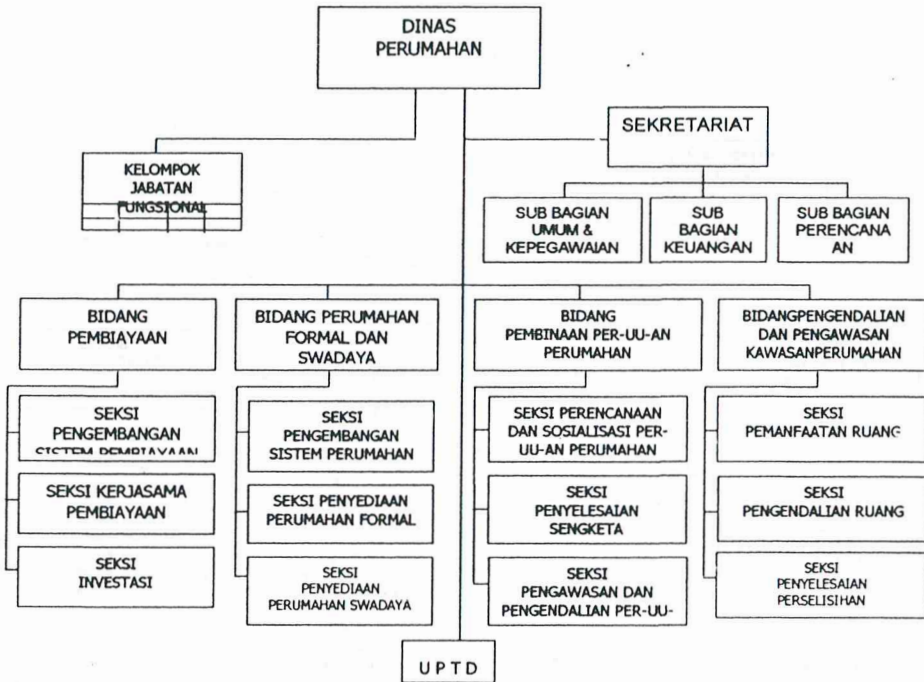 DINAS
PERUMAHAN
SEKRETARIAT
KELOMPOK
JABATAN
FUNGSIONAL
SUB BAGIAN
UMUM &
KEPEGAWAIAN
SUB
BAGIAN
KEUANGAN
SUB BAGIAN
PERENCANA
AN
BIDANG
PEMBIAYAAN
BIDANG PERUMAHAN
FORMAL DAN
SWADAYA
BIDANG
PEMBINAAN PER-UU-AN
PERUMAHAN
BIDANGPENGENDALIAN
DAN PENGAWASAN
KAWASANPERUMAHAN
SEKSI
PENGEMBANGAN
SISTEM PEMBIAYAAN
SEKSI KERJASAMA
PEMBIAYAAN
SEKSI
INVESTASI
SEKSI
PENGEMBANGAN
SISTEM PERUMAHAN
SEKSI PENYEDIAAN
PERUMAHAN FORMAL
SEKSI
PENYEDIAAN
PERUMAHAN SWADAYA
SEKSI PERENCANAAN
DAN SOSIALISASI PER-
UU-AN PERUMAHAN
SEKSI
PENYELESAIAN
SENGKETA
SEKSI
PENGAWASAN DAN
PENGENDALIAN PER-UU-
SEKSI
PEMANFAATAN RUANG
SEKSI
PENGENDALIAN RUANG
SEKSI
PENYELESAIAN
PERSELISIHAN
UPTD